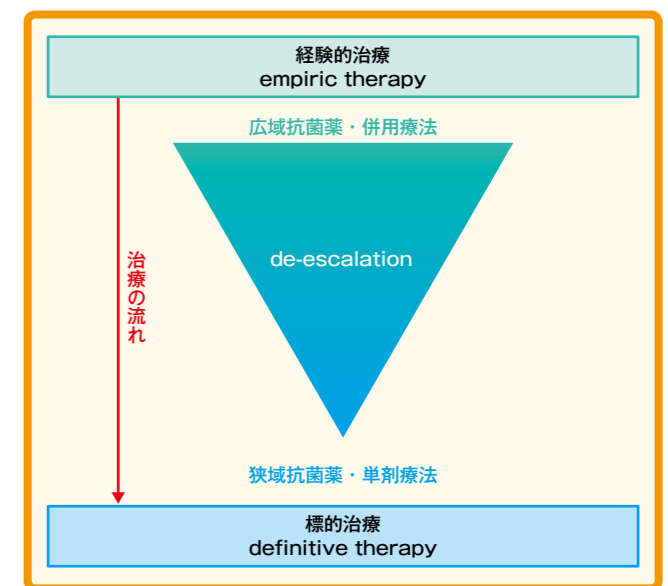 経験的治療
empiric therapy
広域抗菌薬・併用療法
de-escalation
治療の流れ
狭域抗菌薬・単剤療法
標的治療
definitive therapy